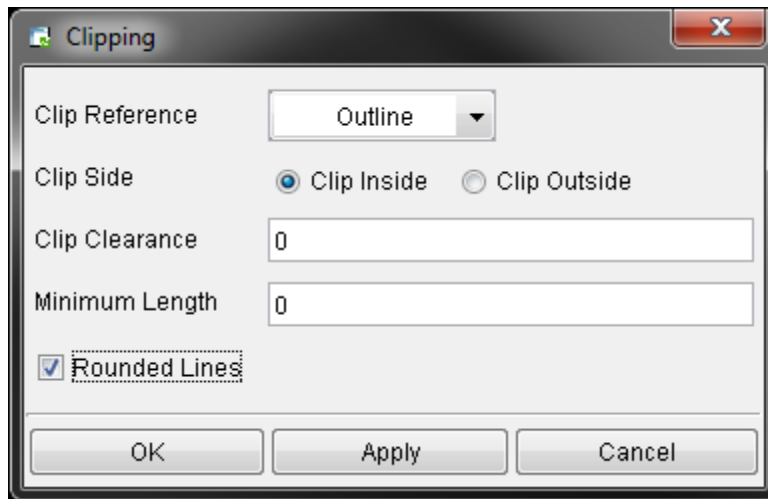 Clipping
Clip Reference Outline
Clip Side Clip Inside Clip Outside
Clip Clearance 0
Minimum Length 0
Rounded Lines
OK Apply Cancel